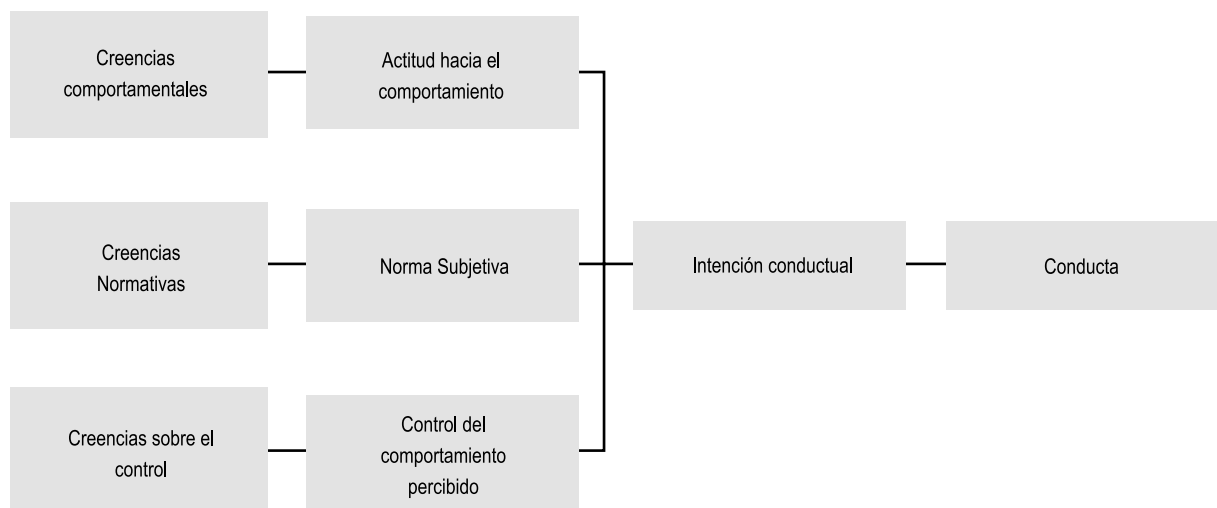 Creencias
comportamentales
Actitud hacia el
comportamiento
Creencias
Normativas
Norma Subjetiva
Intención conductual
Conducta
Creencias sobre el
control
Control del
comportamiento
percibido